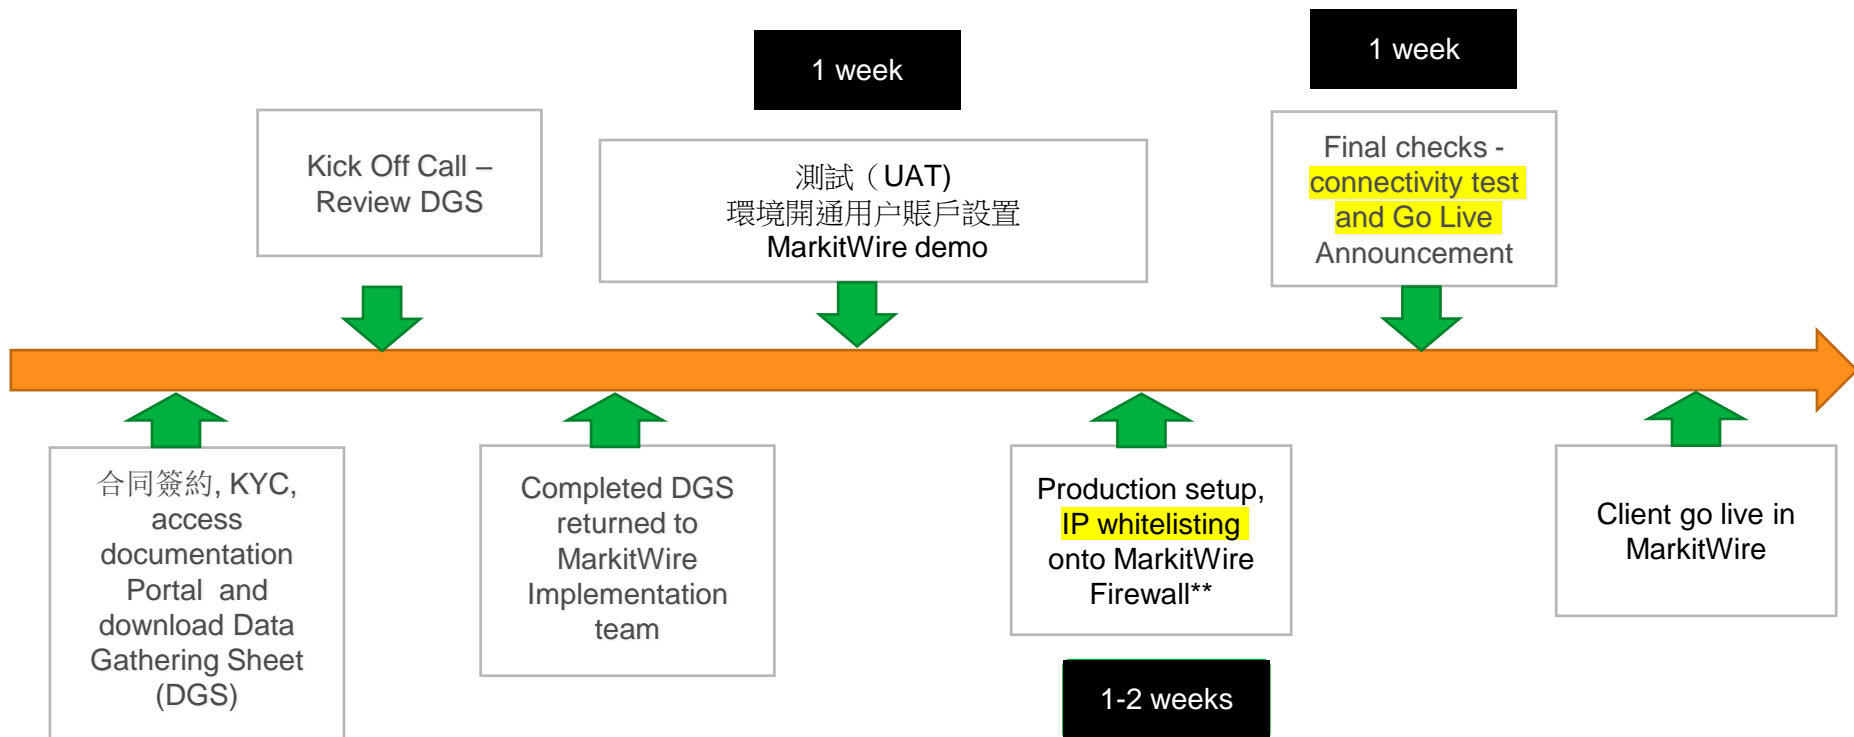 1 week
1 week
Kick Off Call –
Review DGS
測試（UAT)
環境開通用户賬戶設置
MarkitWire demo
Final checks -
connectivity test
and Go Live
Announcement
合同簽約, KYC,
access
documentation
Portal and
download Data
Gathering Sheet
(DGS)
Completed DGS
returned to
MarkitWire
Implementation
team
Production setup,
IP whitelisting
onto MarkitWire
Firewall**
Client go live in
MarkitWire
1-2 weeks